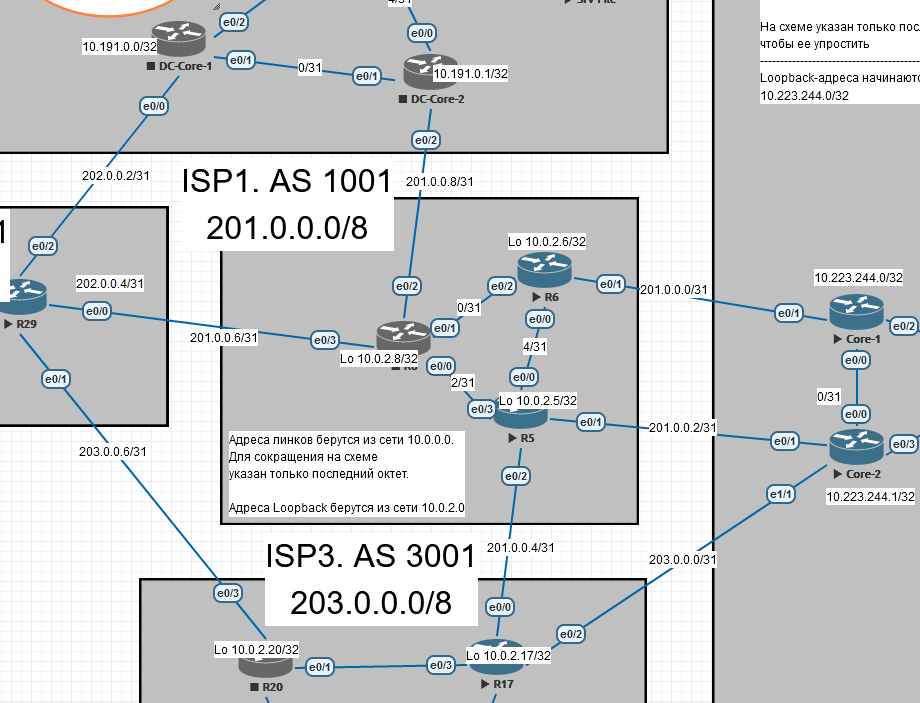 4/31
e0/2
e0/0
10.191.0.0/32
DC-Core-1
e0/1
0/31
e0/1
10.191.0.1/32
DC-Core-2
e0/0
e0/2
На схеме указан только пос
чтобы ее упростить
Loopback-адреса начинаютс
10.223.244.0/32
202.0.0.2/31
ISP1. AS 1001
201.0.0.0/8
201.0.0.8/31
1
e0/2
202.0.0.4/31
e0/0
R29
e0/1
201.0.0.6/31
e0/3
e0/2
Lo 10.0.2.8/32
e0/1
e0/0
0/31
e0/2
Lo 10.0.2.6/32
R6
e0/1
e0/0
4/31
e0/0
2/31
e0/3
Lo 10.0.2.5/32
R5
e0/1
e0/2
201.0.0.0/31
e0/1
10.223.244.0/32
Core-1
e0/2
e0/0
0/31
e0/0
201.0.0.2/31
e0/1
Core-2
e0/3
e1/1
10.223.244.1/32
Адреса линков берутся из сети 10.0.0.0.
Для сокращения на схеме
указан только последний октет.
Адреса Loopback берутся из сети 10.0.2.0
203.0.0.6/31
ISP3. AS 3001
203.0.0.0/8
201.0.0.4/31
203.0.0.0/31
e0/3
Lo 10.0.2.20/32
R20
e0/1
e0/3
e0/0
e0/2
Lo 10.0.2.17/32
R17